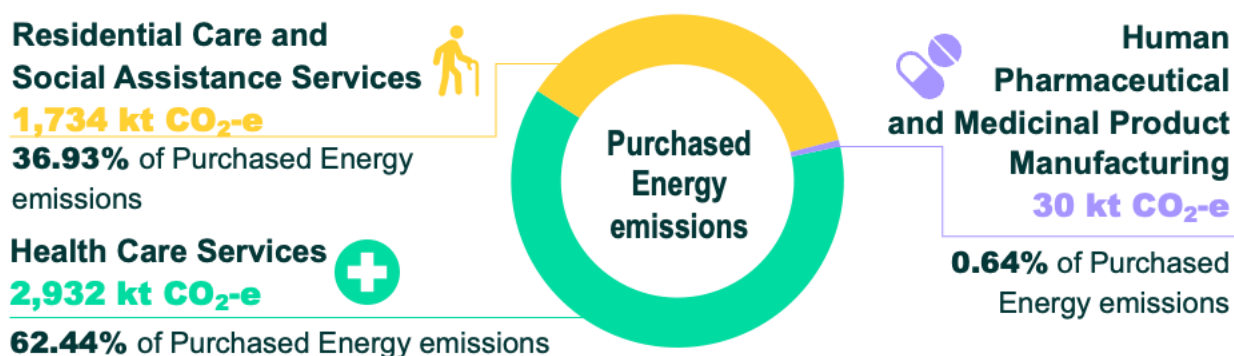 Residential Care and
Social Assistance Services
1,734 kt CO₂-e
36.93% of Purchased Energy
emissions
Health Care Services
2,932 kt CO₂-e
62.44% of Purchased Energy emissions
Purchased
Energy
emissions
Human
Pharmaceutical
and Medicinal Product
Manufacturing
30 kt CO₂-e
0.64% of Purchased
Energy emissions